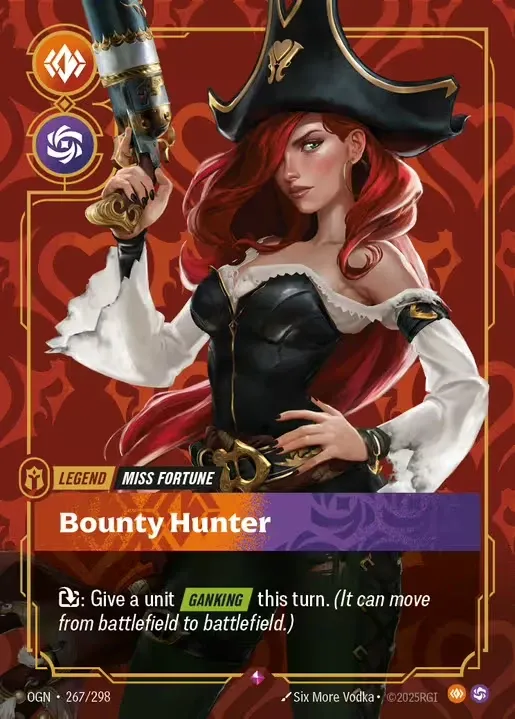 LEGEND MISS FORTUNE
Bounty Hunter
: Give a unit GANKING this turn. (It can move
from battlefield to battlefield.)
OGN • 267/298
Six More Vodka • ©2025RGI